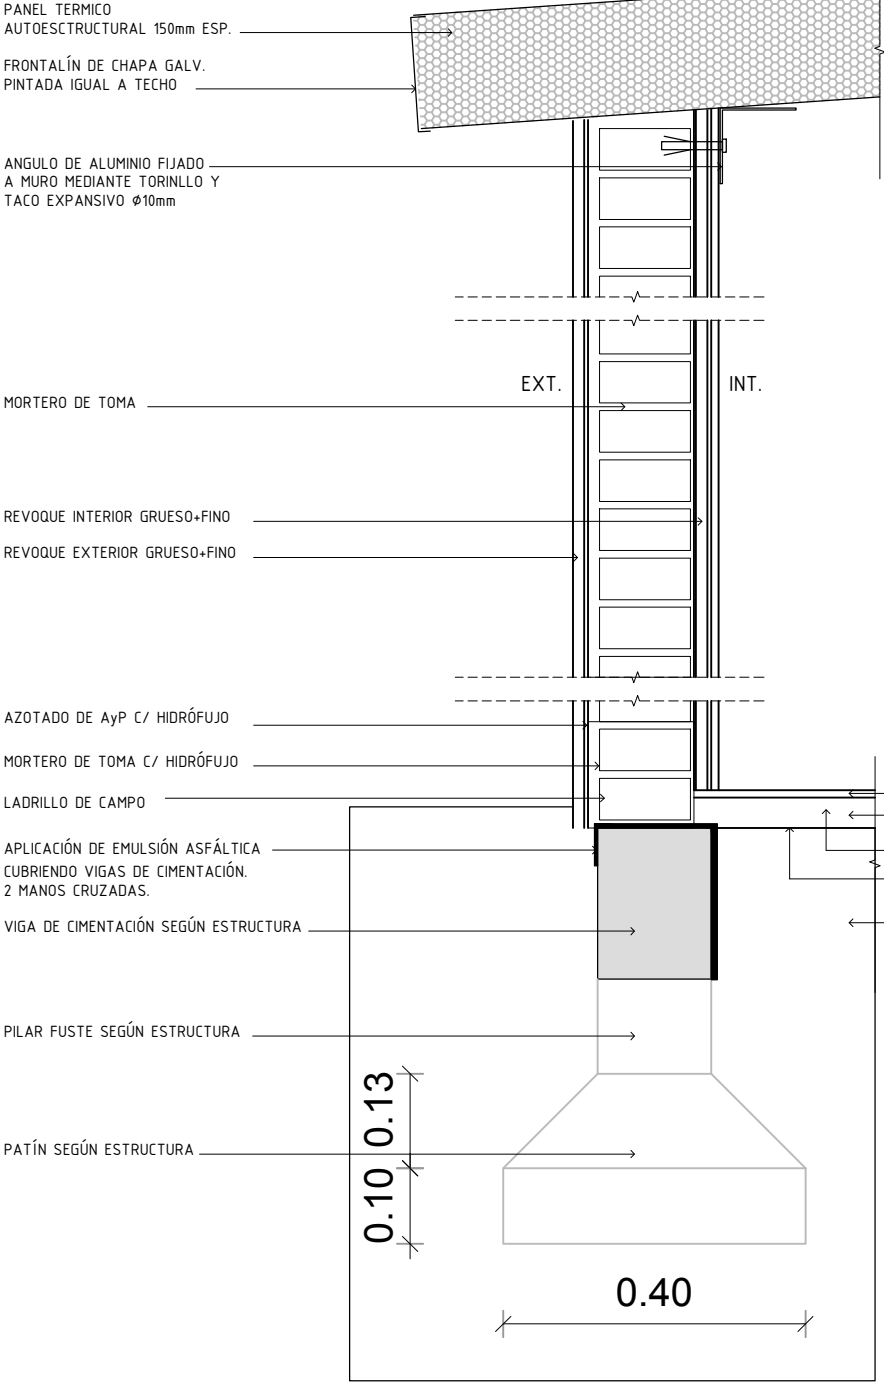 PANEL TERMICO
AUTOESCTRUCTURAL 150mm ESP.
FRONTALÍN DE CHAPA GALV.
PINTADA IGUAL A TECHO
ANGULO DE ALUMINIO FIJADO
A MURO MEDIANTE TORINLLO Y
TACO EXPANSIVO Ø10mm
EXT.
INT.
MORTERO DE TOMA
REVOQUE INTERIOR GRUESO+FINO
REVOQUE EXTERIOR GRUESO+FINO
AZOTADO DE AyP C/ HIDRÓFUJO
MORTERO DE TOMA C/ HIDRÓFUJO
LADRILLO DE CAMPO
APLICACIÓN DE EMULSIÓN ASFÁLTICA
CUBRIENDO VIGAS DE CIMENTACIÓN.
2 MANOS CRUZADAS.
VIGA DE CIMENTACIÓN SEGÚN ESTRUCTURA
PILAR FUSTE SEGÚN ESTRUCTURA
0.13
PATÍN SEGÚN ESTRUCTURA
0.10
0.40